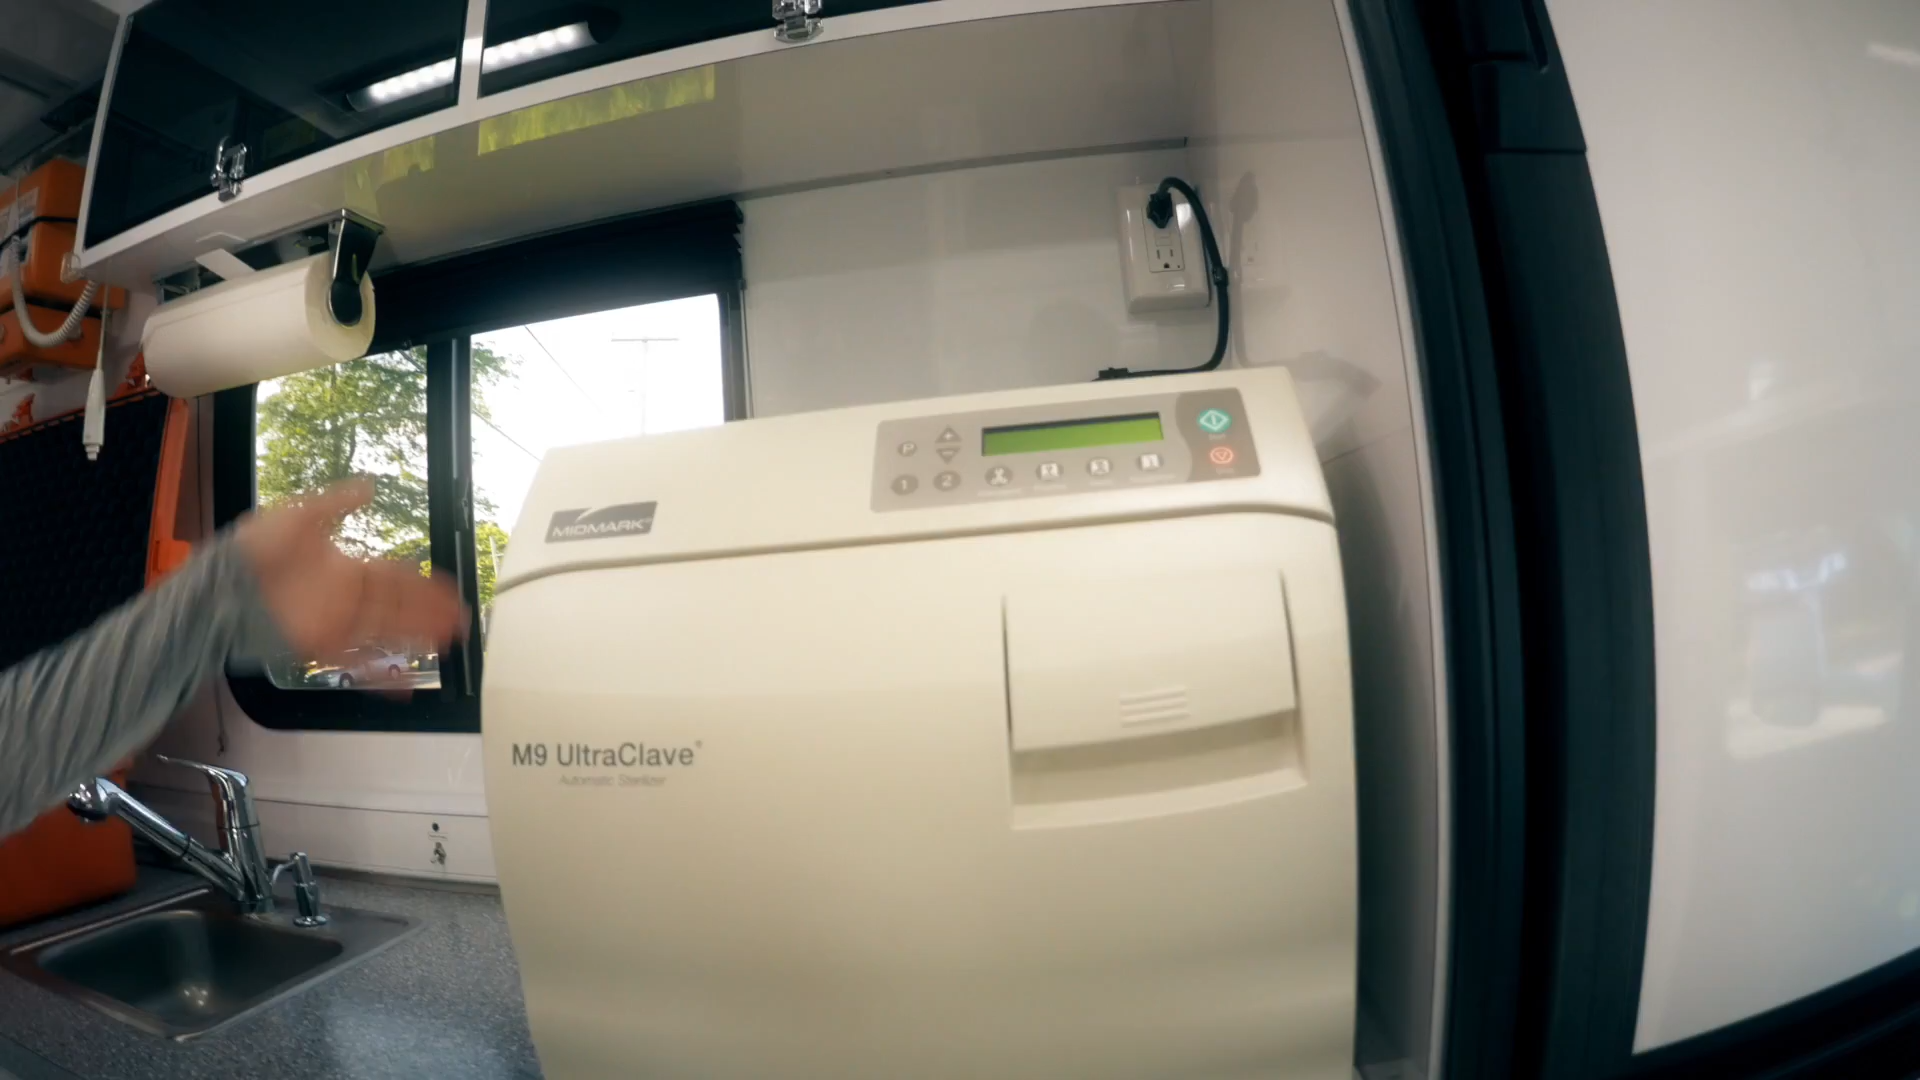 P
1 2
MIDMARK
M9 UltraClave®
Automatic Sterilizer